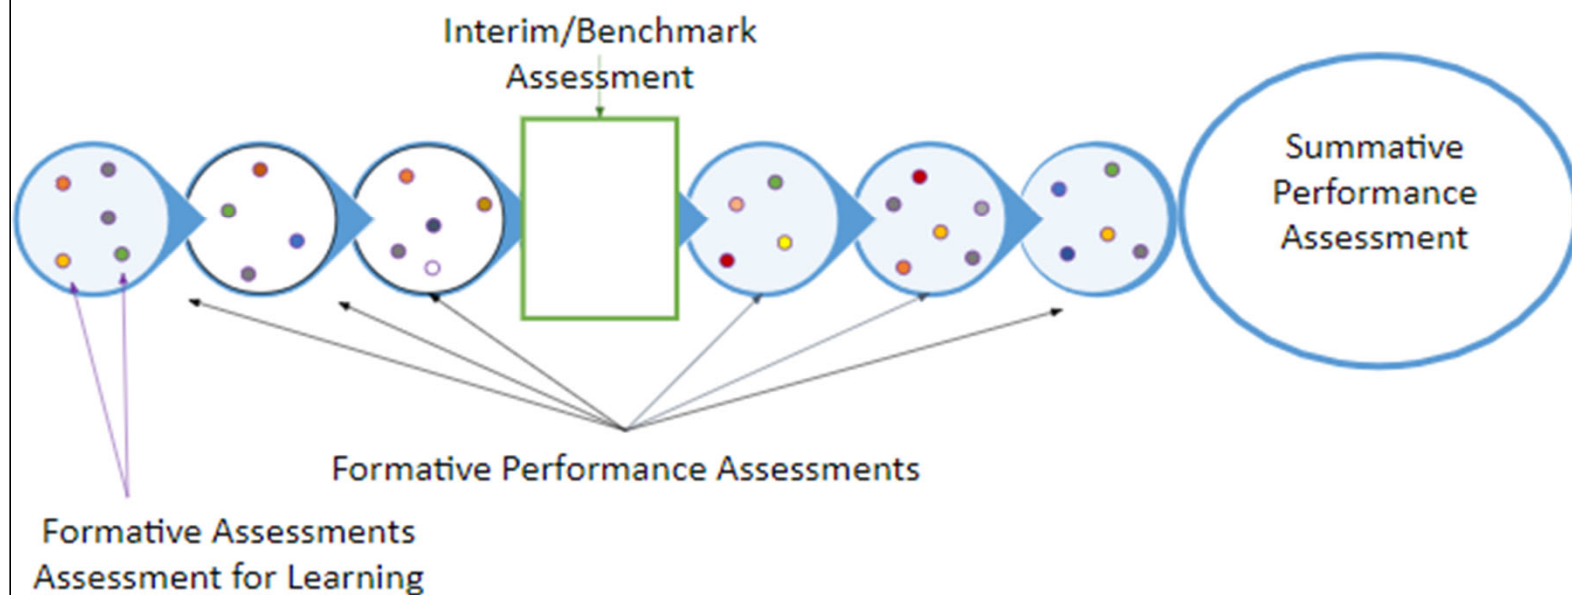 Interim/Benchmark
Assessment
Summative
Performance
Assessment
Formative Performance Assessments
Formative Assessments
Assessment for Learning